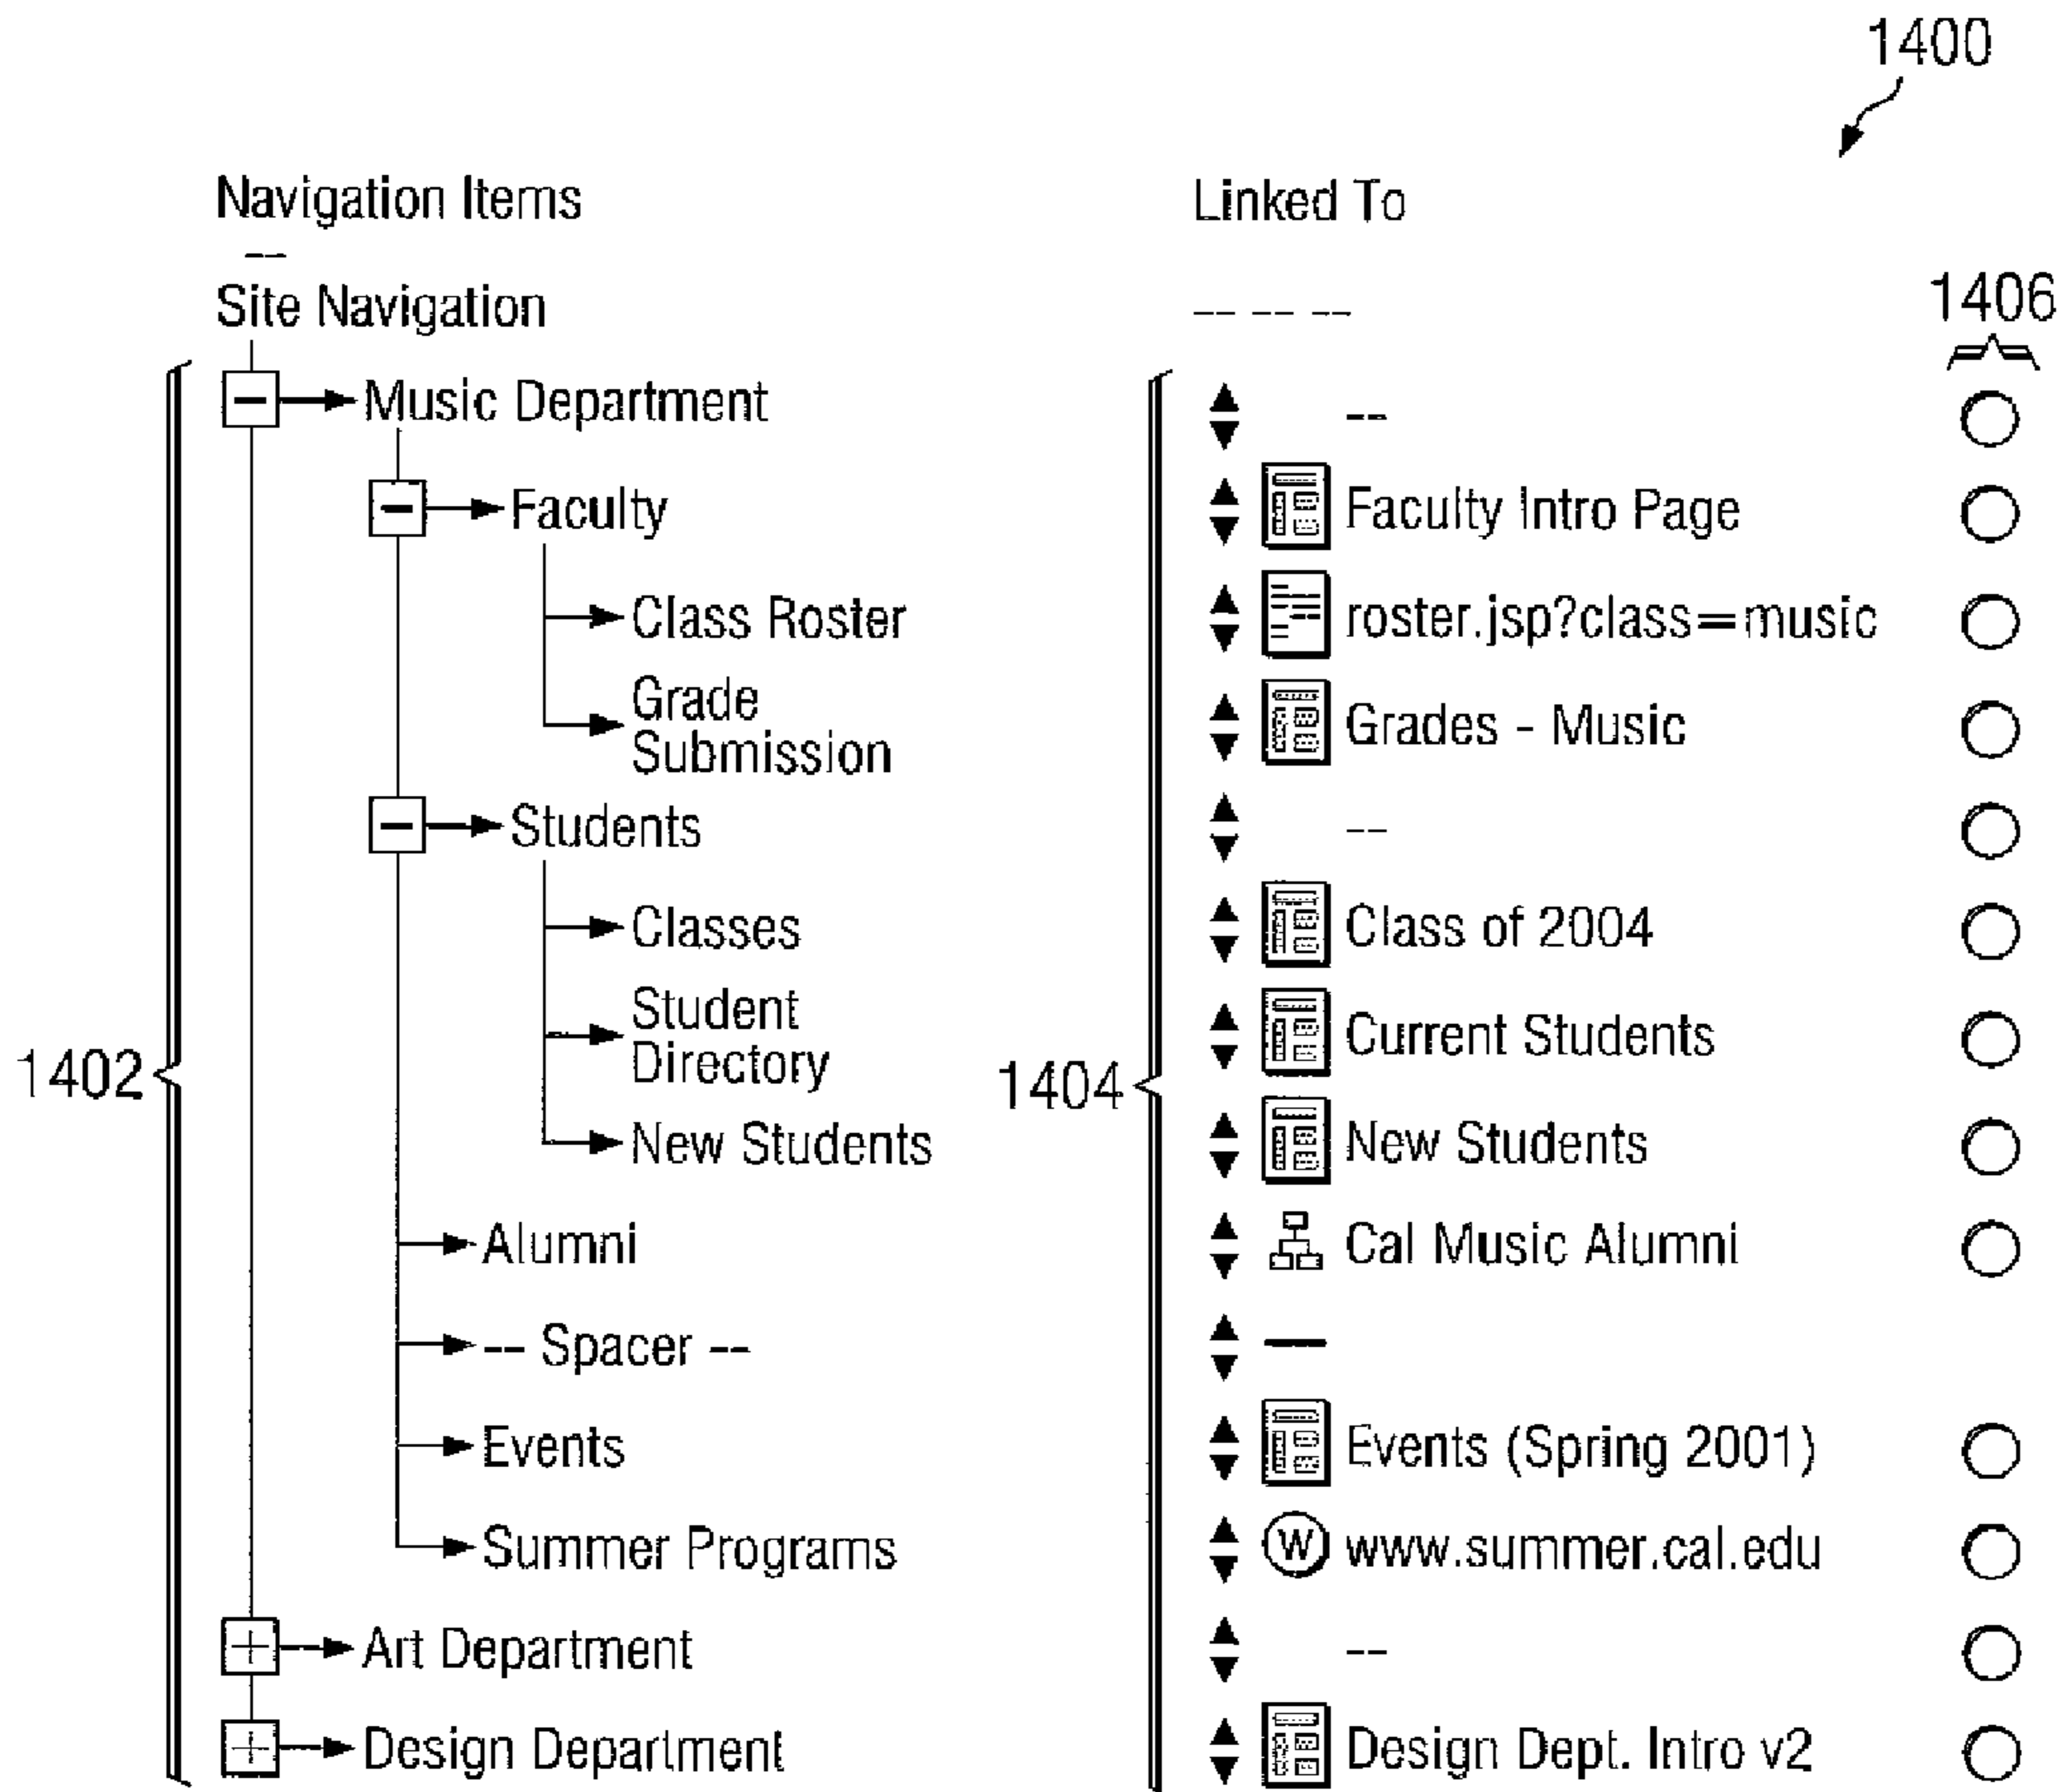 1400
Navigation Items
Linked To
--
Site Navigation
-- -- --
1406
Music Department
--
Faculty
Faculty Intro Page
Class Roster
roster.jsp?class=music
Grade
Submission
Grades - Music
Students
--
Classes
Class of 2004
Student
Directory
Current Students
1402
1404
New Students
New Students
Alumni
Cal Music Alumni
-- Spacer --
Events
Events (Spring 2001)
Summer Programs
W www.summer.cal.edu
Art Department
--
Design Department
Design Dept. Intro v2